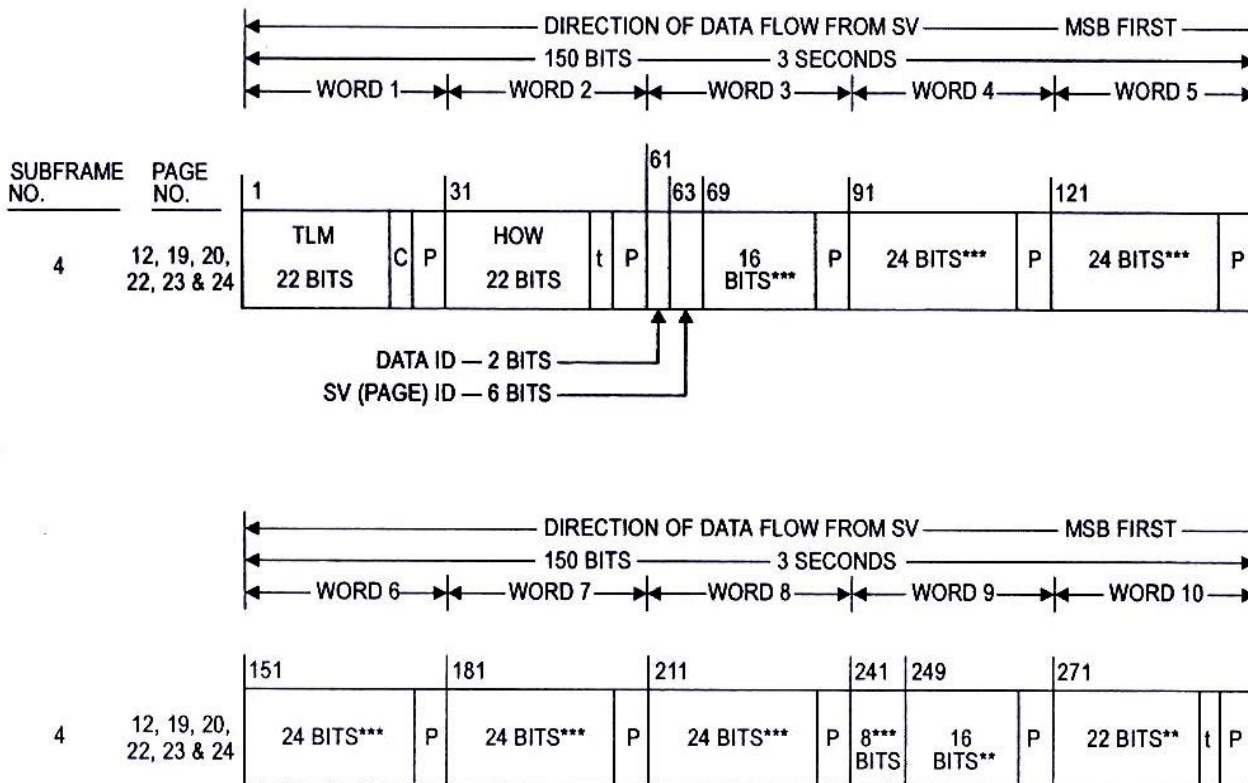 DIRECTION OF DATA FLOW FROM SV MSB FIRST
150 BITS 3 SECONDS
WORD 1 WORD 2 WORD 3 WORD 4 WORD 5
SUBFRAME NO. PAGE NO.
1 31 61 63 69 91 121
4 12, 19, 20, 22, 23 & 24
TLM 22 BITS C P HOW 22 BITS t P 16 BITS*** P 24 BITS*** P 24 BITS*** P
DATA ID — 2 BITS
SV (PAGE) ID — 6 BITS
DIRECTION OF DATA FLOW FROM SV MSB FIRST
150 BITS 3 SECONDS
WORD 6 WORD 7 WORD 8 WORD 9 WORD 10
151 181 211 241 249 271
4 12, 19, 20, 22, 23 & 24
24 BITS*** P 24 BITS*** P 24 BITS*** P 8*** BITS 16 BITS** P 22 BITS** t P